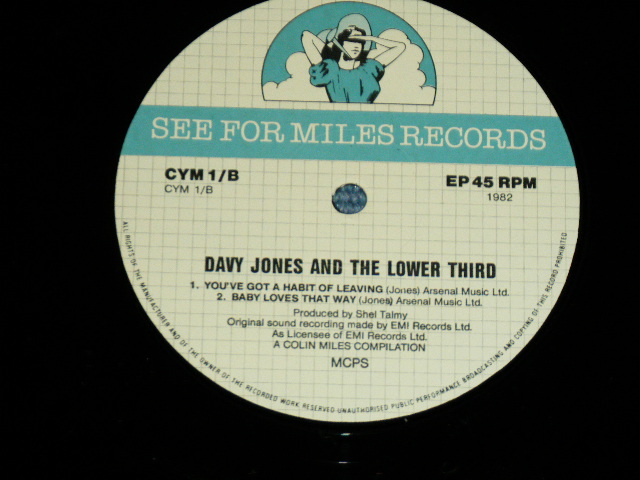 SEE FOR MILES RECORDS
CYM 1/B
CYM 1/B
EP 45 RPM
1982
DAVY JONES AND THE LOWER THIRD
1. YOU'VE GOT A HABIT OF LEAVING (Jones) Arsenal Music Ltd.
2. BABY LOVES THAT WAY (Jones) Arsenal Music Ltd.
Produced by Shel Talmy
Original sound recording made by EMI Records Ltd.
As Licensee of EMI Records Ltd.
A COLIN MILES COMPILATION
MCPS
ALL RIGHTS OF THE MANUFACTURER AND OF THE OWNER OF THE RECORDED WORK RESERVED·UNAUTHORISED PUBLIC PERFORMANCE BROADCASTING AND COPYING OF THIS RECORD PROHIBITED